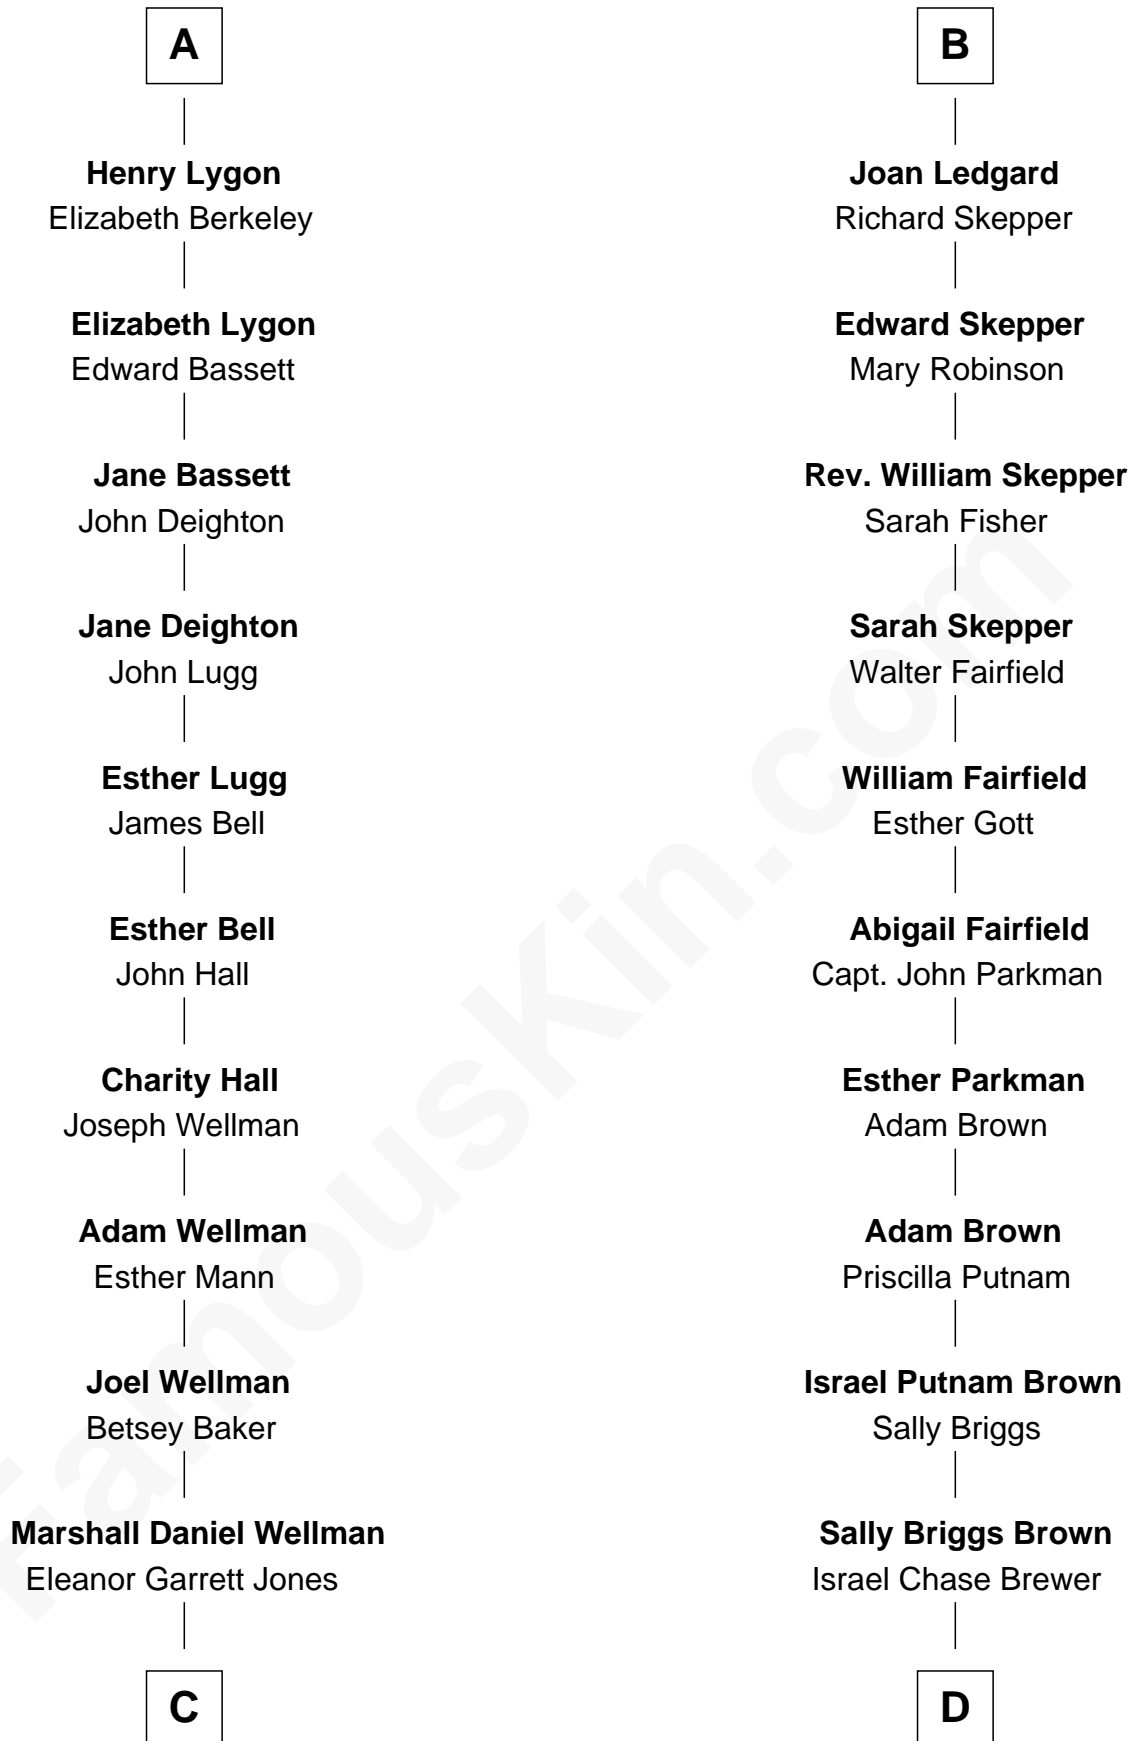 A
Henry Lygon
Elizabeth Berkeley
Elizabeth Lygon
Edward Bassett
Jane Bassett
John Deighton
Jane Deighton
John Lugg
Esther Lugg
James Bell
Esther Bell
John Hall
Charity Hall
Joseph Wellman
Adam Wellman
Esther Mann
Joel Wellman
Betsey Baker
Marshall Daniel Wellman
Eleanor Garrett Jones
C
B
Joan Ledgard
Richard Skepper
Edward Skepper
Mary Robinson
Rev. William Skepper
Sarah Fisher
Sarah Skepper
Walter Fairfield
William Fairfield
Esther Gott
Abigail Fairfield
Capt. John Parkman
Esther Parkman
Adam Brown
Adam Brown
Priscilla Putnam
Israel Putnam Brown
Sally Briggs
Sally Briggs Brown
Israel Chase Brewer
D
FamousKin.com